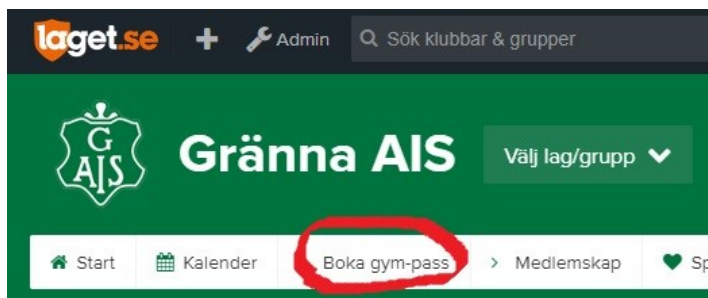 laget.se Admin Sök klubbar & grupper
G
AIS
Gränna AIS Välj lag/grupp
Start Kalender Boka gym-pass Medlemskap Sp